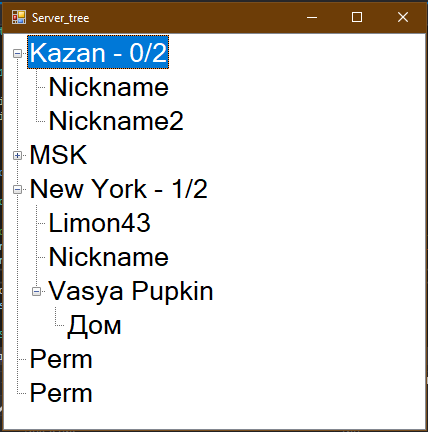 Server_tree
Kazan - 0/2
Nickname
Nickname2
MSK
New York - 1/2
Limon43
Nickname
Vasya Pupkin
Дом
Perm
Perm